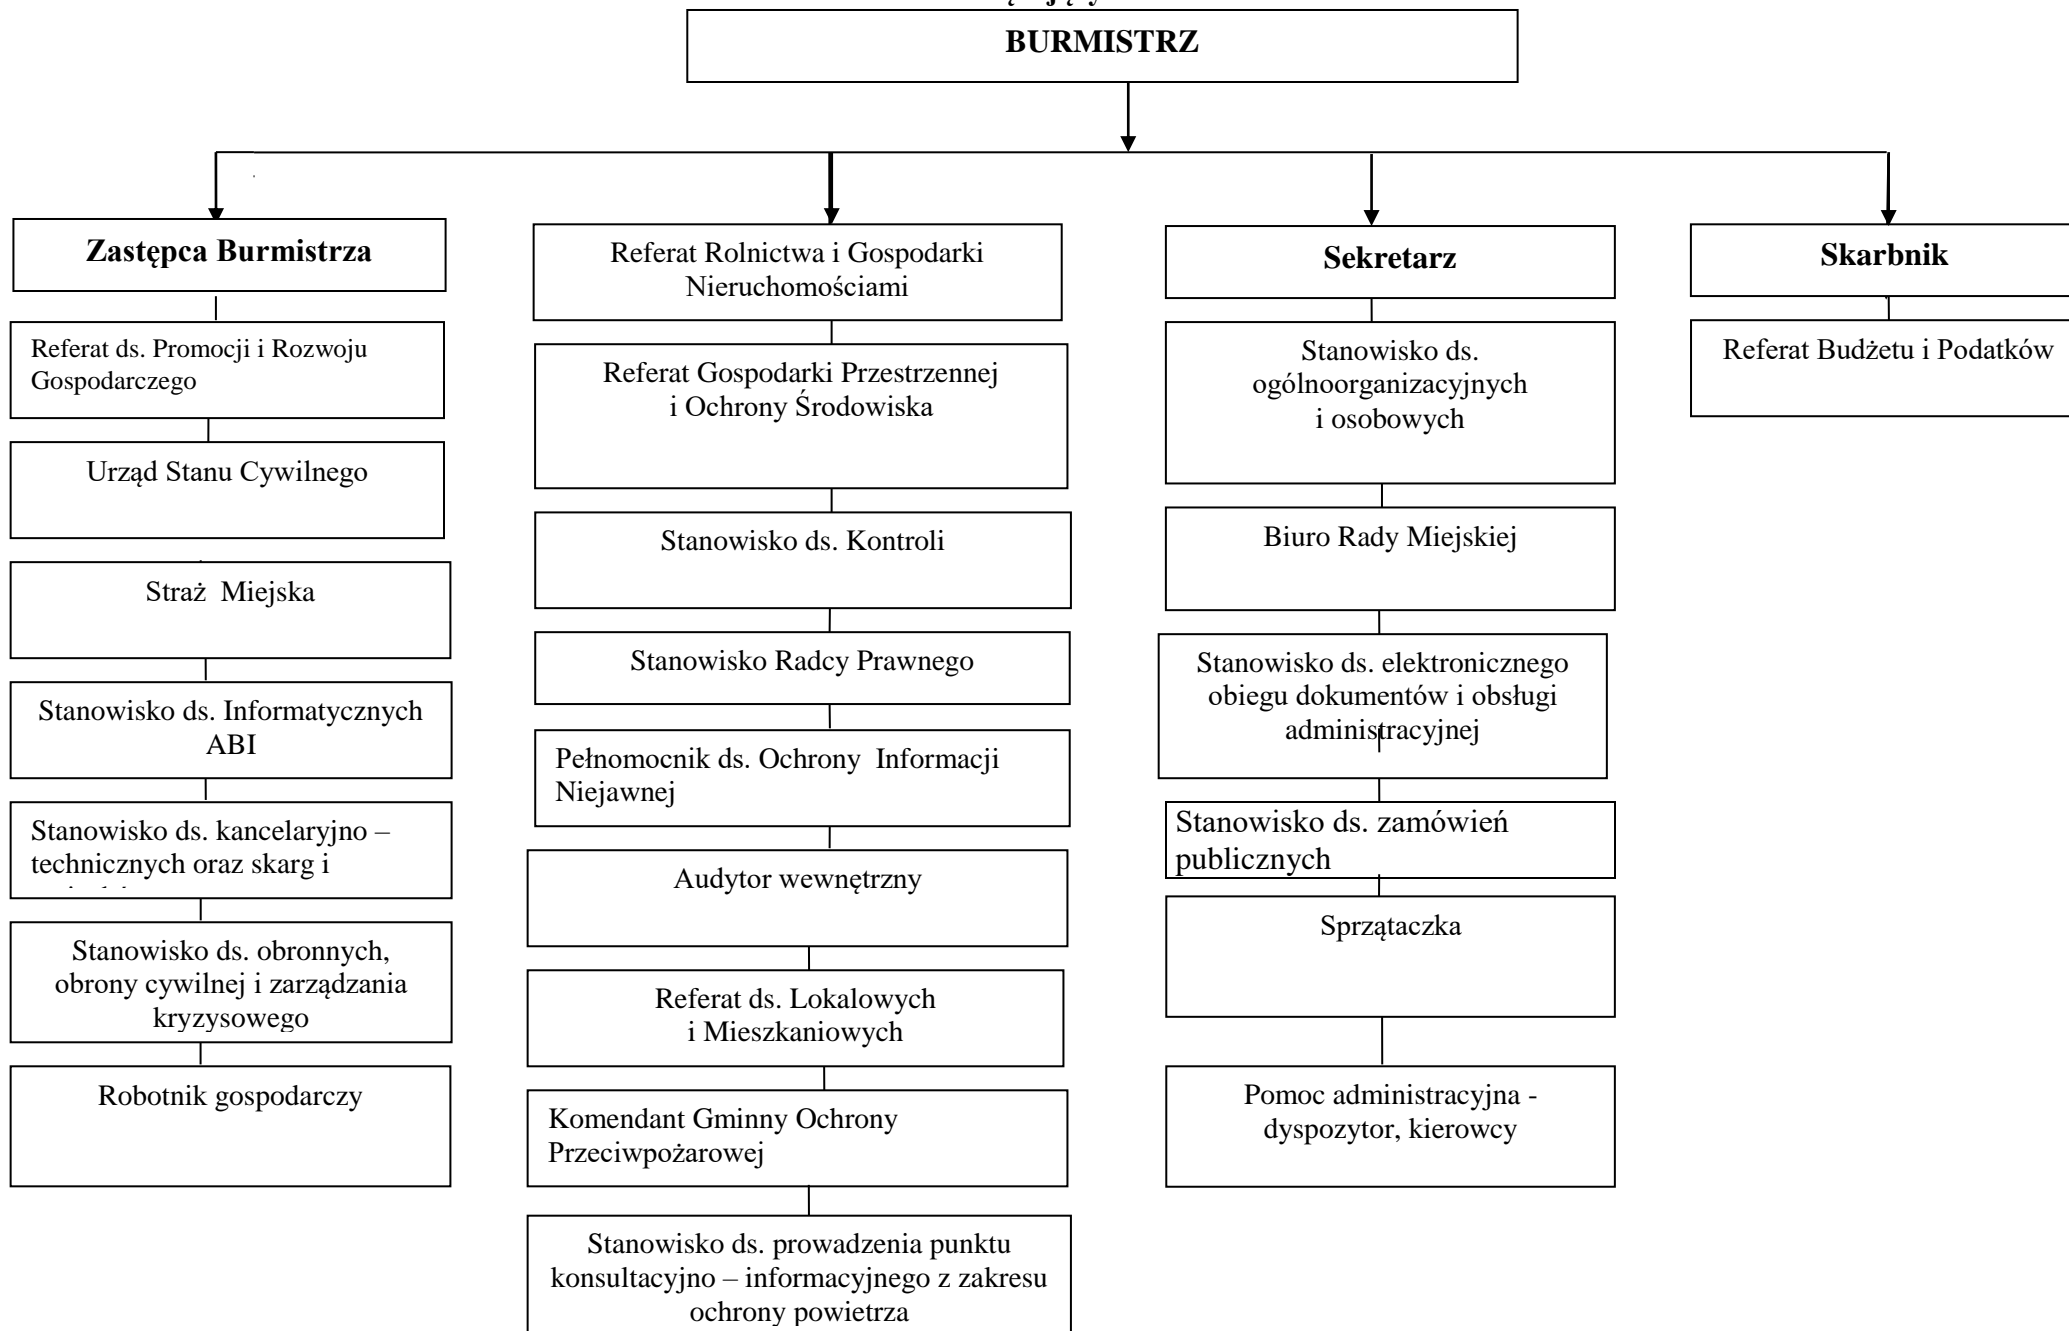 BURMISTRZ
Zastępca Burmistrza
Referat ds. Promocji i Rozwoju
Gospodarczego
Urząd Stanu Cywilnego
Straż Miejska
Stanowisko ds. Informatycznych
ABI
Stanowisko ds. kancelaryjno –
technicznych oraz skarg i
Stanowisko ds. obronnych,
obrony cywilnej i zarządzania
kryzysowego
Robotnik gospodarczy
Referat Rolnictwa i Gospodarki
Nieruchomościami
Referat Gospodarki Przestrzennej
i Ochrony Środowiska
Stanowisko ds. Kontroli
Stanowisko Radcy Prawnego
Pełnomocnik ds. Ochrony Informacji
Niejawnej
Audytor wewnętrzny
Referat ds. Lokalowych
i Mieszkaniowych
Komendant Gminny Ochrony
Przeciwpożarowej
Stanowisko ds. prowadzenia punktu
konsultacyjno – informacyjnego z zakresu
ochrony powietrza
Sekretarz
Stanowisko ds.
ogólnoorganizacyjnych
i osobowych
Biuro Rady Miejskiej
Stanowisko ds. elektronicznego
obiegu dokumentów i obsługi
administracyjnej
Stanowisko ds. zamówień
publicznych
Sprzątaczka
Pomoc administracyjna -
dyspozytor, kierowcy
Skarbnik
Referat Budżetu i Podatków